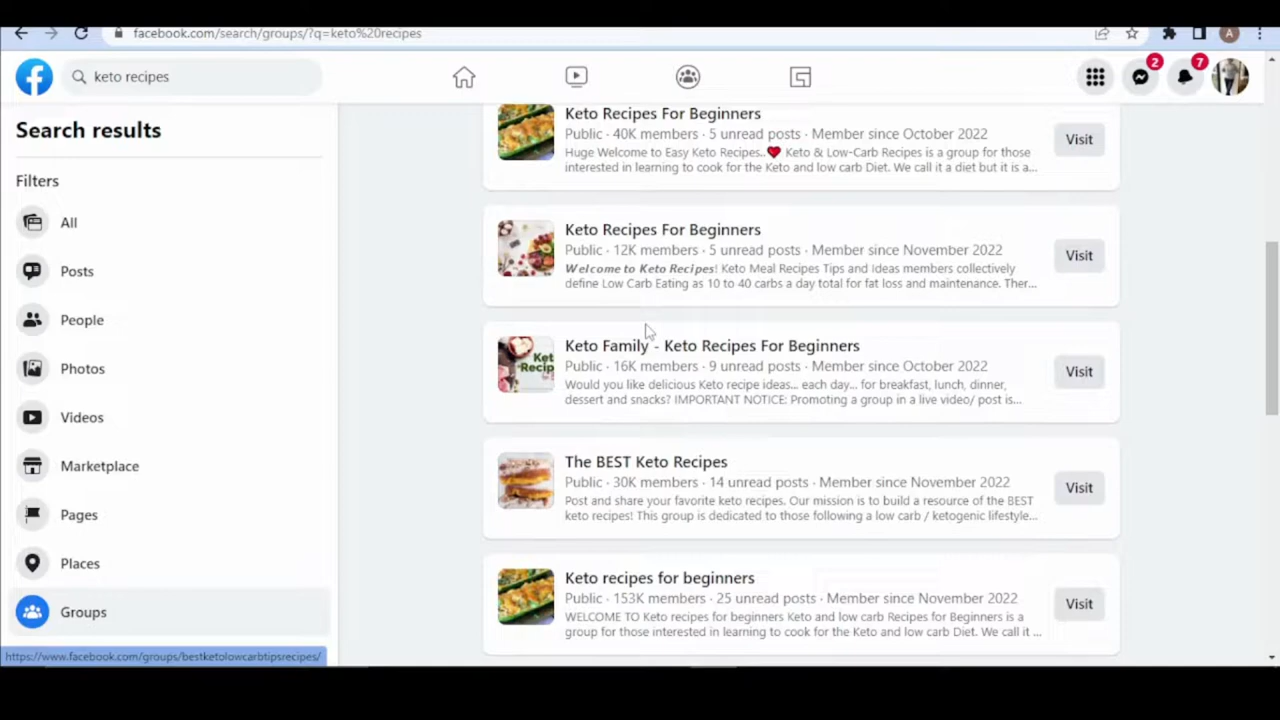 facebook.com/search/groups/?q=keto%20recipes
A
keto recipes
2
7
Search results
Filters
All
Posts
People
Photos
Videos
Marketplace
Pages
Places
Groups
https://www.facebook.com/groups/bestketolowcarbtipsrecipes/
Keto Recipes For Beginners
Public · 40K members · 5 unread posts · Member since October 2022
Huge Welcome to Easy Keto Recipes..❤ Keto & Low-Carb Recipes is a group for those
interested in learning to cook for the Keto and low carb Diet. We call it a diet but it is a...
Visit
Keto Recipes For Beginners
Public · 12K members · 5 unread posts · Member since November 2022
Welcome to Keto Recipes! Keto Meal Recipes Tips and Ideas members collectively
define Low Carb Eating as 10 to 40 carbs a day total for fat loss and maintenance. Ther...
Visit
Keto Family - Keto Recipes For Beginners
Public · 16K members · 9 unread posts · Member since October 2022
Would you like delicious Keto recipe ideas... each day... for breakfast, lunch, dinner,
dessert and snacks? IMPORTANT NOTICE: Promoting a group in a live video/ post is...
Visit
The BEST Keto Recipes
Public · 30K members · 14 unread posts · Member since November 2022
Post and share your favorite keto recipes. Our mission is to build a resource of the BEST
keto recipes! This group is dedicated to those following a low carb / ketogenic lifestyle...
Visit
Keto recipes for beginners
Public · 153K members · 25 unread posts · Member since November 2022
WELCOME TO Keto recipes for beginners Keto and low carb Recipes for Beginners is a
group for those interested in learning to cook for the Keto and low carb Diet. We call it ...
Visit